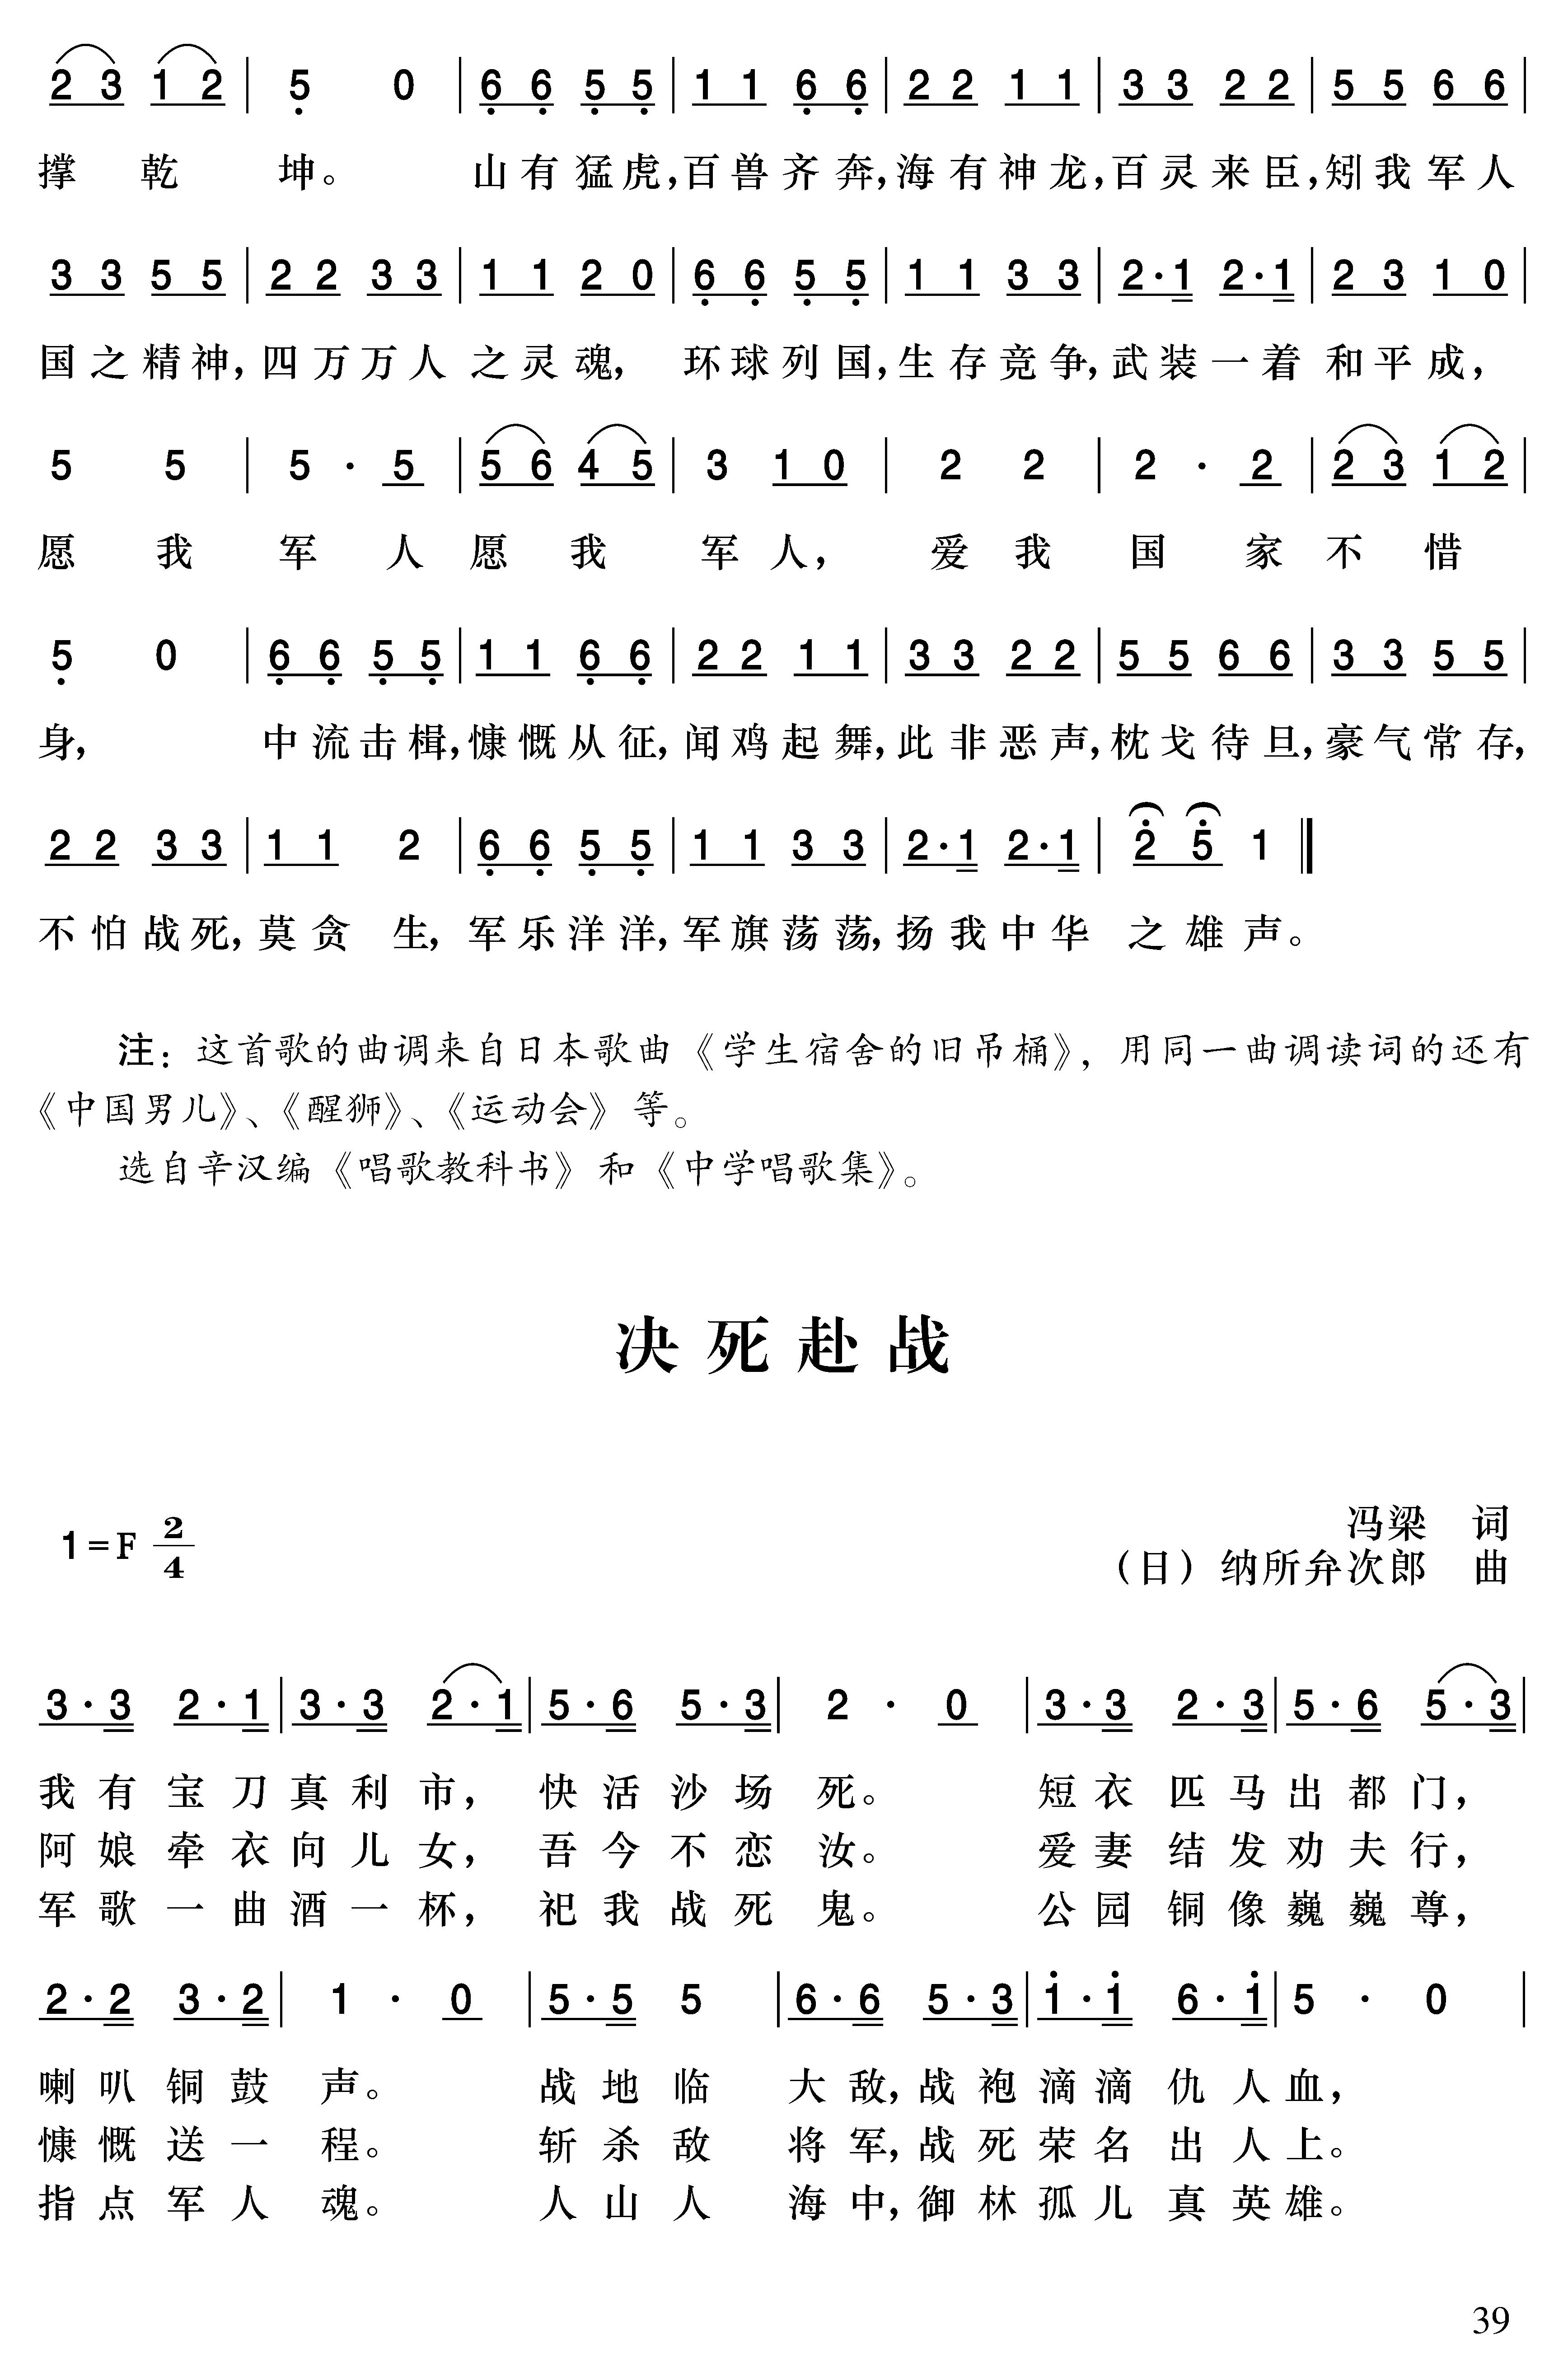 2 3 1 2 | 5 0 | 6 6 5 5 | 1 1 6 6 | 2 2 1 1 | 3 3 2 2 | 5 5 6 6 |
撑 乾 坤。 山有猛虎,百兽齐奔,海有神龙,百灵来臣,矧我军人
3 3 5 5 | 2 2 3 3 | 1 1 2 0 | 6 6 5 5 | 1 1 3 3 | 2·1 2·1 | 2 3 1 0 |
国之精神,四万万人之灵魂, 环球列国,生存竞争,武装一着和平成,
5 5 | 5 · 5 | 5 6 4 5 | 3 1 0 | 2 2 | 2 · 2 | 2 3 1 2 |
愿 我 军 人 愿 我 军 人, 爱 我 国 家 不 惜
5 0 | 6 6 5 5 | 1 1 6 6 | 2 2 1 1 | 3 3 2 2 | 5 5 6 6 | 3 3 5 5 |
身, 中流击楫,慷慨从征,闻鸡起舞,此非恶声,枕戈待旦,豪气常存,
2 2 3 3 | 1 1 2 | 6 6 5 5 | 1 1 3 3 | 2·1 2·1 | 2 5 1 ‖
不怕战死,莫贪 生, 军乐洋洋,军旗荡荡,扬我中华 之雄声。
注:这首歌的曲调来自日本歌曲《学生宿舍的旧吊桶》,用同一曲调读词的还有
《中国男儿》、《醒狮》、《运动会》等。
选自辛汉编《唱歌教科书》和《中学唱歌集》。
决死赴战
1=F 2/4
冯梁 词
(日)纳所弁次郎 曲
3·3 2·1 | 3·3 2·1 | 5·6 5·3 | 2 · 0 | 3·3 2·3 | 5·6 5·3 |
我有宝刀真利市, 快活沙场死。 短衣匹马出都门,
阿娘牵衣向儿女, 吾今不恋汝。 爱妻结发劝夫行,
军歌一曲酒一杯, 祀我战死鬼。 公园铜像巍巍尊,
2·2 3·2 | 1 · 0 | 5·5 5 | 6·6 5·3 | 1·1 6·1 | 5 · 0 |
喇叭铜鼓声。 战地临大敌,战袍滴滴仇人血,
慷慨送一程。 斩杀敌将军,战死荣名出人上。
指点军人魂。 人山人海中,御林孤儿真英雄。
39